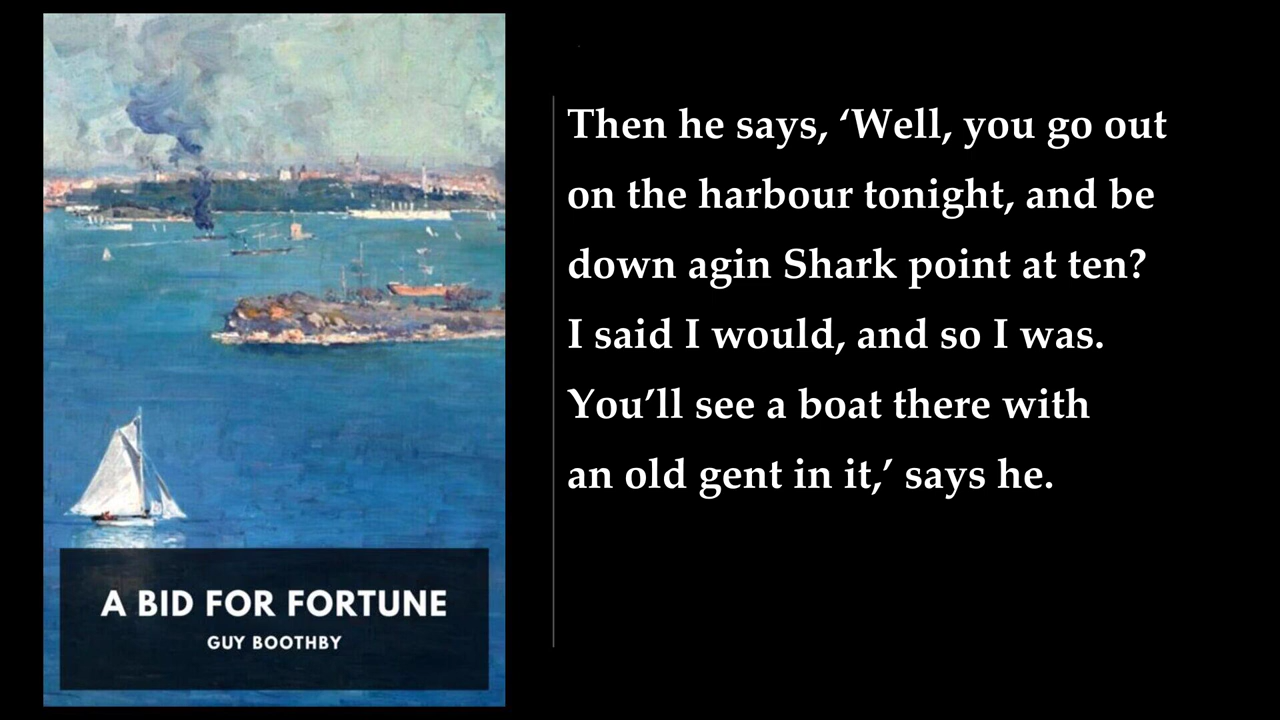 A BID FOR FORTUNE
GUY BOOTHBY
Then he says, ‘Well, you go out
on the harbour tonight, and be
down agin Shark point at ten?
I said I would, and so I was.
You’ll see a boat there with
an old gent in it,’ says he.